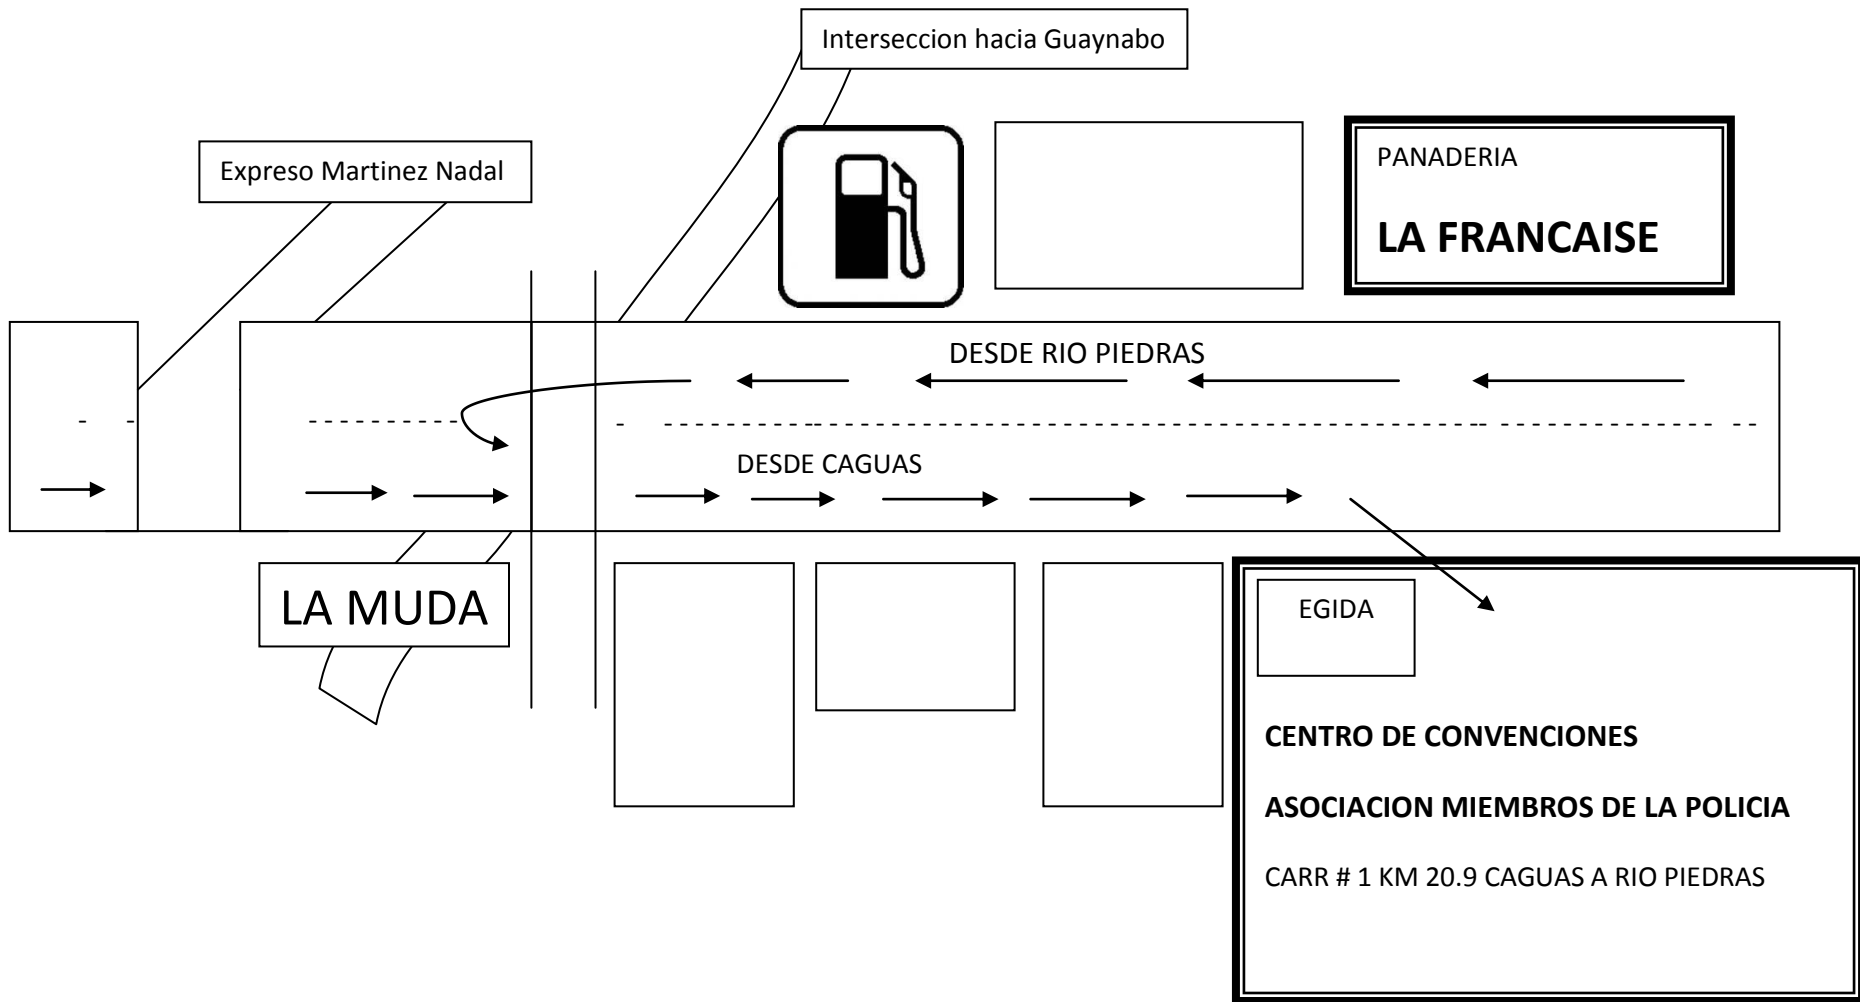 Interseccion hacia Guaynabo
Expreso Martinez Nadal
PANADERIA
LA FRANCAISE
DESDE RIO PIEDRAS
DESDE CAGUAS
LA MUDA
EGIDA
CENTRO DE CONVENCIONES
ASOCIACION MIEMBROS DE LA POLICIA
CARR # 1 KM 20.9 CAGUAS A RIO PIEDRAS